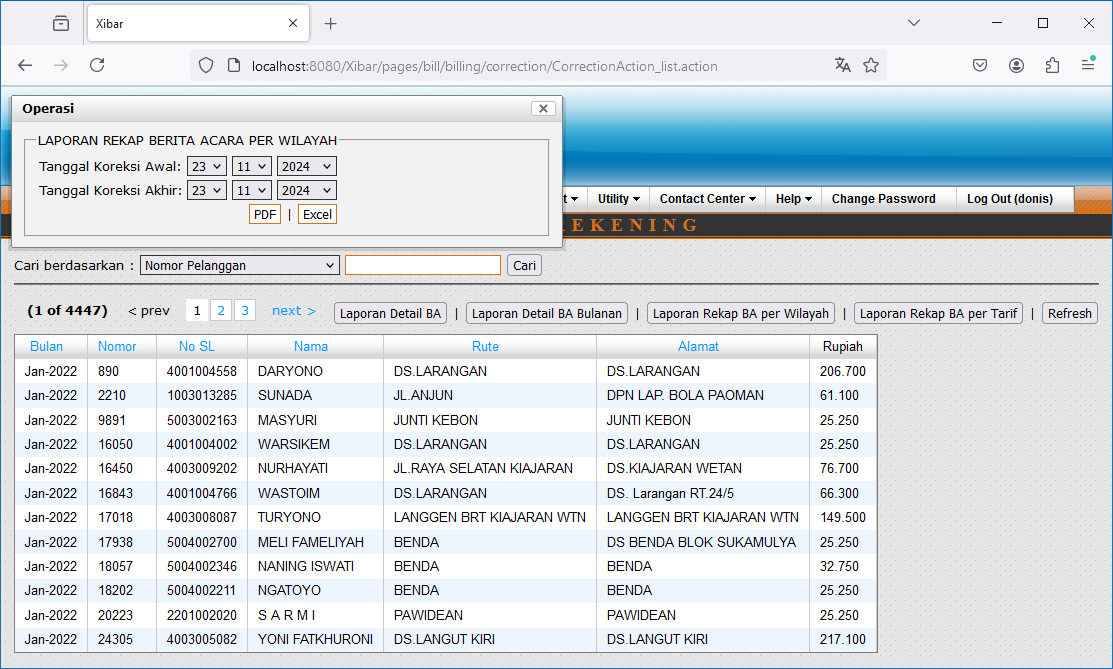 Xibar
localhost:8080/Xibar/pages/bill/billing/correction/CorrectionAction_list.action
Operasi
LAPORAN REKAP BERITA ACARA PER WILAYAH
Tanggal Koreksi Awal: 23 11 2024
Tanggal Koreksi Akhir: 23 11 2024
PDF | Excel
Utility Contact Center Help Change Password Log Out (donis)
Cari berdasarkan : Nomor Pelanggan Cari
(1 of 4447) < prev 1 2 3 next > Laporan Detail BA | Laporan Detail BA Bulanan | Laporan Rekap BA per Wilayah | Laporan Rekap BA per Tarif | Refresh
Bulan Nomor No SL Nama Rute Alamat Rupiah
Jan-2022 890 4001004558 DARYONO DS.LARANGAN DS.LARANGAN 206.700
Jan-2022 2210 1003013285 SUNADA JL.ANJUN DPN LAP. BOLA PAOMAN 61.100
Jan-2022 9891 5003002163 MASYURI JUNTI KEBON JUNTI KEBON 25.250
Jan-2022 16050 4001004002 WARSIKEM DS.LARANGAN DS.LARANGAN 25.250
Jan-2022 16450 4003009202 NURHAYATI JL.RAYA SELATAN KIAJARAN DS.KIAJARAN WETAN 76.700
Jan-2022 16843 4001004766 WASTOIM DS.LARANGAN DS. Larangan RT.24/5 66.300
Jan-2022 17018 4003008087 TURYONO LANGGEN BRT KIAJARAN WTN LANGGEN BRT KIAJARAN WTN 149.500
Jan-2022 17938 5004002700 MELI FAMELIYAH BENDA DS BENDA BLOK SUKAMULYA 25.250
Jan-2022 18057 5004002346 NANING ISWATI BENDA BENDA 32.750
Jan-2022 18202 5004002211 NGATOYO BENDA BENDA 25.250
Jan-2022 20223 2201002020 S A R M I PAWIDEAN PAWIDEAN 25.250
Jan-2022 24305 4003005082 YONI FATKHURONI DS.LANGUT KIRI DS.LANGUT KIRI 217.100